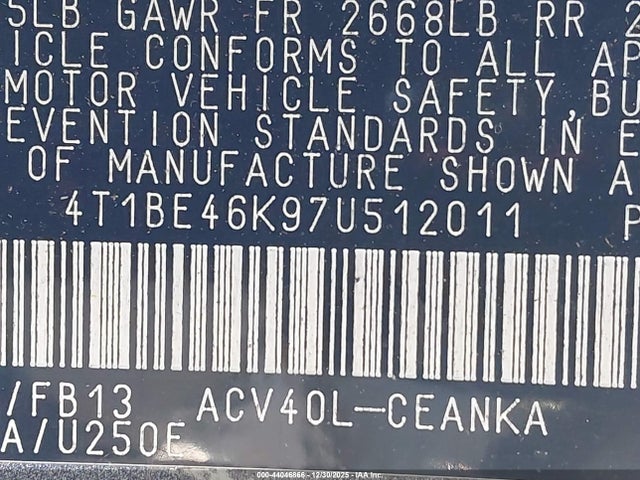 5LB GAWR FR 2668LB RR 2
ICLE CONFORMS TO ALL AP
MOTOR VEHICLE SAFETY, BU
EVENTION STANDARDS IN E
OF MANUFACTURE SHOWN A
4T1BE46K97U512011 P
/FB13 ACV40L-CEANKA
A/U250E
000-44046866 - 12/30/2025 - IAA Inc.